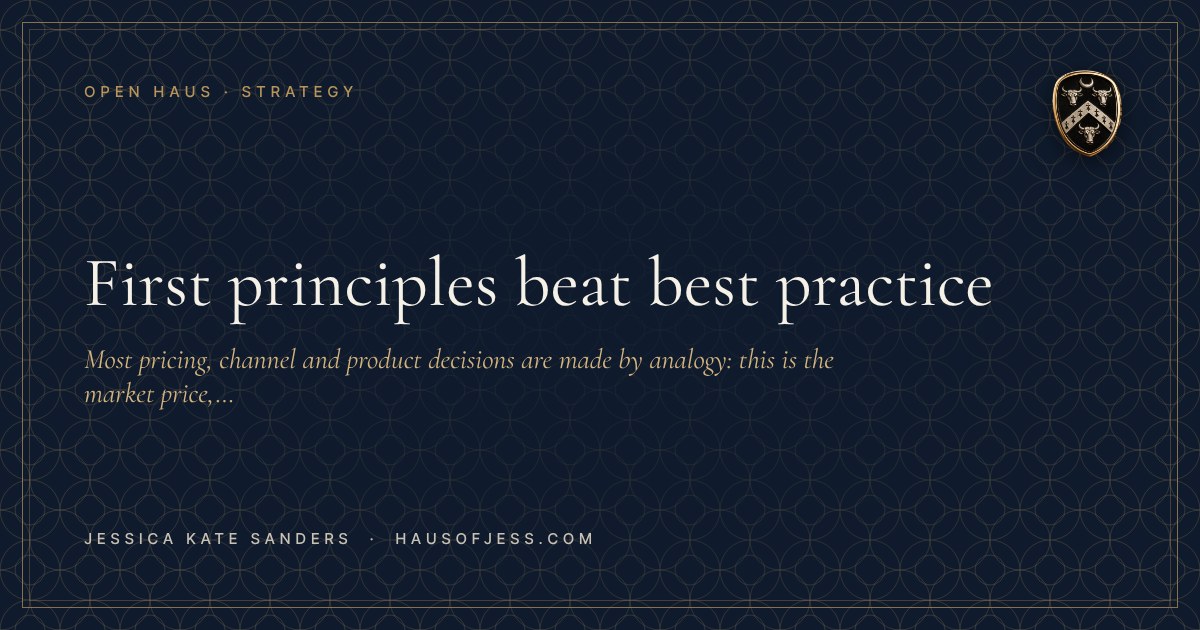 OPEN HAUS · STRATEGY
First principles beat best practice
Most pricing, channel and product decisions are made by analogy: this is the
market price,...
JESSICA KATE SANDERS · HAUSOFJESS.COM